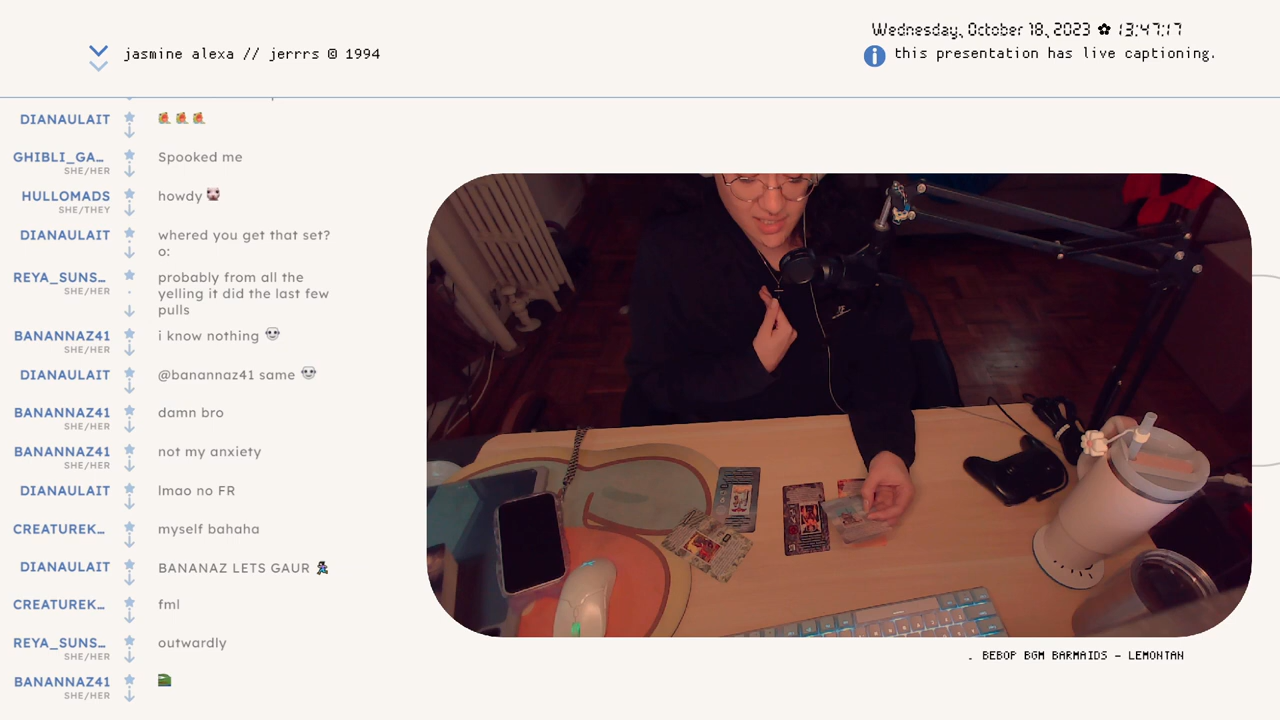 Wednesday, October 18, 2023 ✿ 13:47:17
jasmine alexa // jerrs © 1994
this presentation has live captioning.
DIANAULAIT
GHIBLI_GA… Spooked me
SHE/HER
HULLOMADS howdy
SHE/THEY
DIANAULAIT whered you get that set?
o:
REYA_SUNS… probably from all the
SHE/HER yelling it did the last few
pulls
BANANNAZ41 i know nothing
SHE/HER
DIANAULAIT @banannaz41 same
BANANNAZ41 damn bro
SHE/HER
BANANNAZ41 not my anxiety
SHE/HER
DIANAULAIT lmao no FR
CREATUREK… myself bahaha
DIANAULAIT BANANAZ LETS GAUR
CREATUREK… fml
REYA_SUNS… outwardly
SHE/HER
BANANNAZ41
SHE/HER
. BEBOP BGM BARMAIDS - LEMONTAN